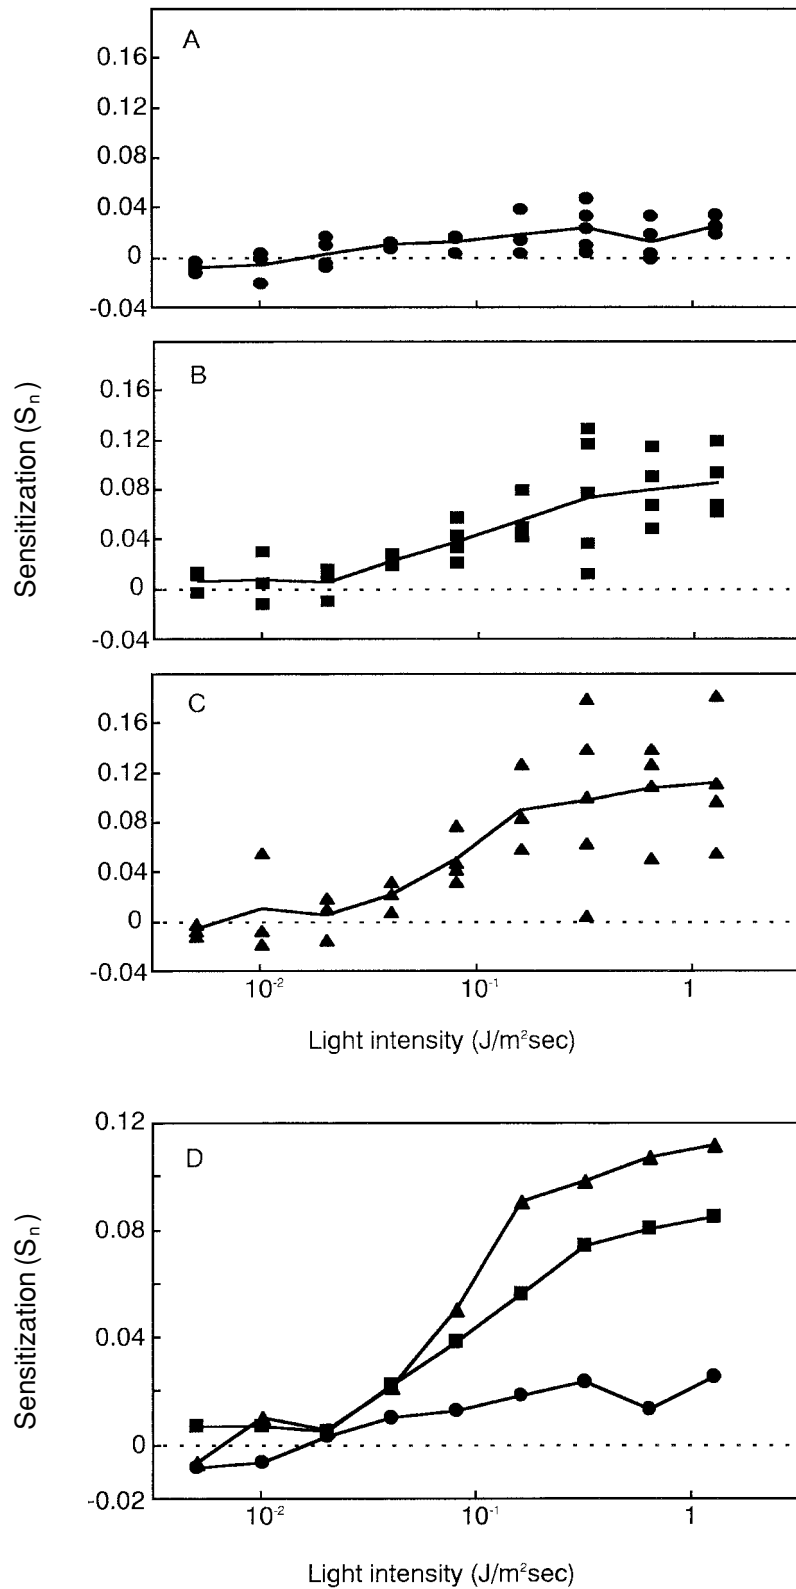 A
0.16
0.12
0.08
0.04
0
-0.04
B
0.16
0.12
0.08
0.04
0
-0.04
Sensitization (Sₙ)
C
0.16
0.12
0.08
0.04
0
-0.04
10⁻² 10⁻¹ 1
Light intensity (J/m²sec)
D
0.12
0.08
0.04
0
-0.02
Sensitization (Sₙ)
10⁻² 10⁻¹ 1
Light intensity (J/m²sec)